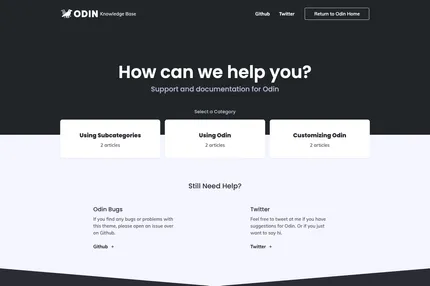 ODIN Knowledge Base
Github Twitter Return to Odin Home
How can we help you?
Support and documentation for Odin
Select a Category
Using Subcategories Using Odin Customizing Odin
2 articles 2 articles 2 articles
Still Need Help?
Odin Bugs
If you find any bugs or problems with
this theme, please open an issue over
on Github.
Github
Twitter
Feel free to tweet at me if you have
suggestions for Odin. Or if you just
want to say hi.
Twitter